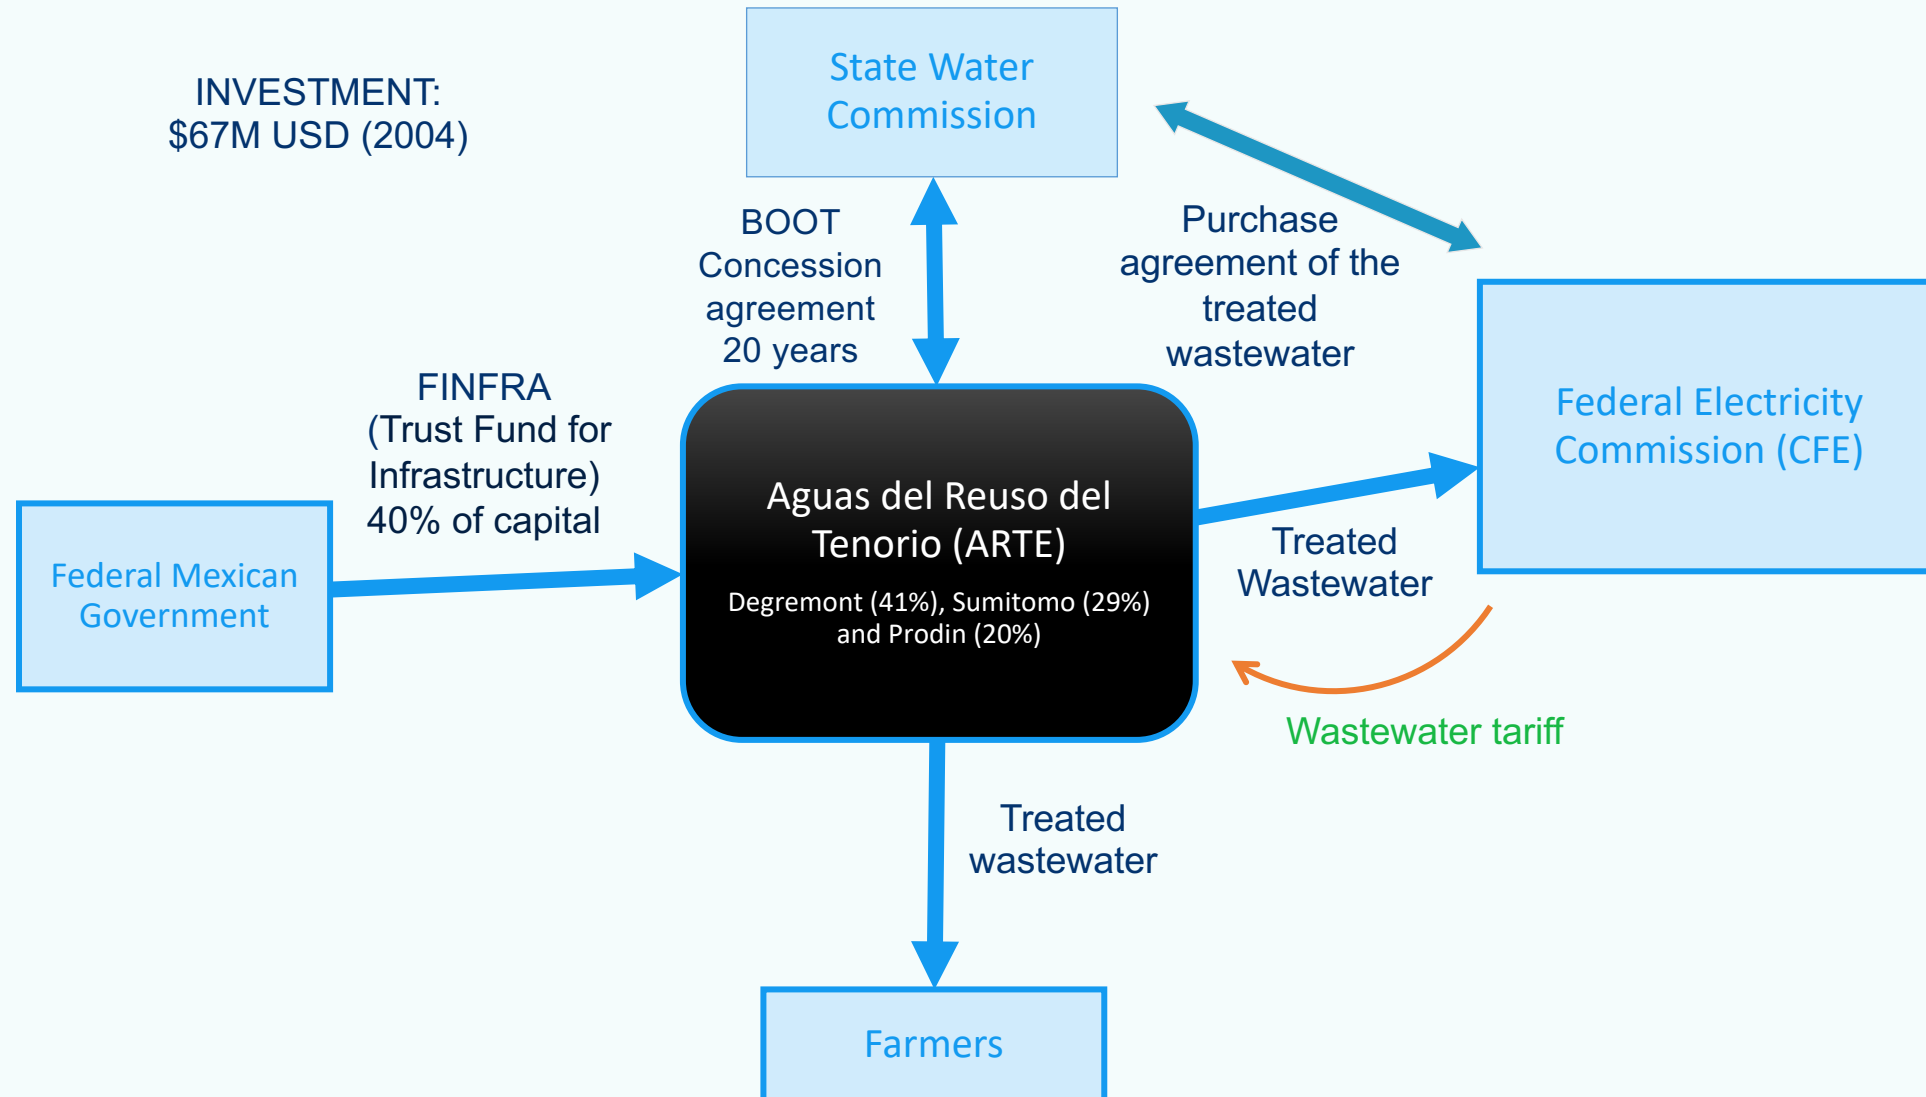 INVESTMENT:
$67M USD (2004)
State Water
Commission
BOOT
Concession
agreement
20 years
Purchase
agreement of the
treated
wastewater
FINFRA
(Trust Fund for
Infrastructure)
40% of capital
Federal Mexican
Government
Aguas del Reuso del
Tenorio (ARTE)
Degremont (41%), Sumitomo (29%)
and Prodin (20%)
Federal Electricity
Commission (CFE)
Treated
Wastewater
Wastewater tariff
Treated
wastewater
Farmers